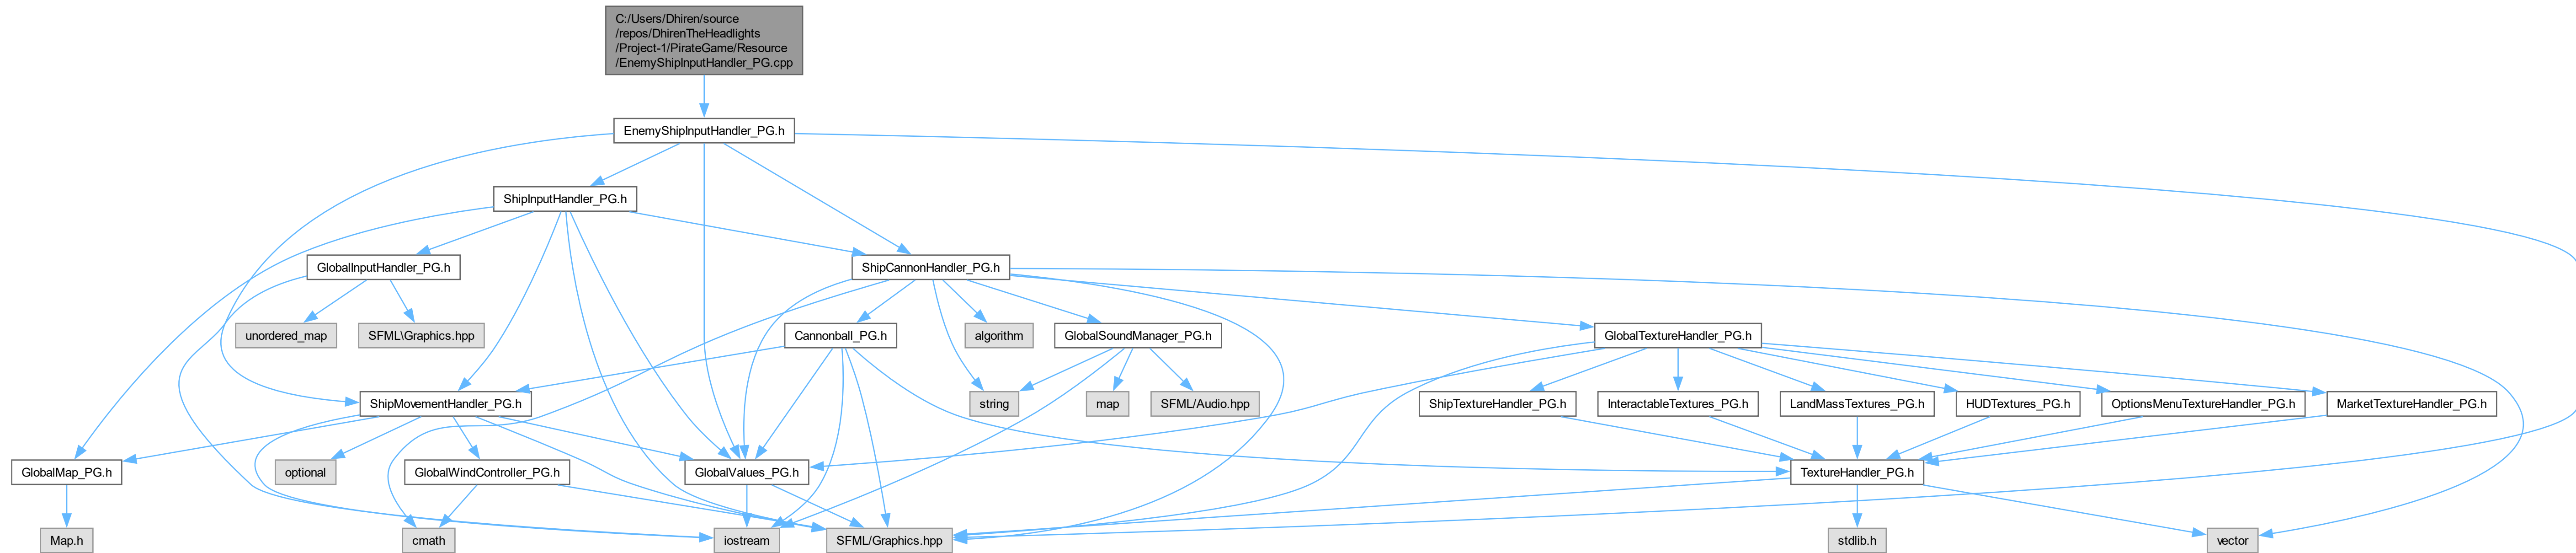 C:/Users/Dhiren/source
/repos/DhirenTheHeadlights
/Project-1/PirateGame/Resource
/EnemyShipInputHandler_PG.cpp
EnemyShipInputHandler_PG.h
ShipInputHandler_PG.h
GlobalInputHandler_PG.h
ShipCannonHandler_PG.h
unordered_map
SFML\Graphics.hpp
Cannonball_PG.h
algorithm
GlobalSoundManager_PG.h
GlobalTextureHandler_PG.h
ShipMovementHandler_PG.h
string
map
SFML/Audio.hpp
ShipTextureHandler_PG.h
InteractableTextures_PG.h
LandMassTextures_PG.h
HUDTextures_PG.h
OptionsMenuTextureHandler_PG.h
MarketTextureHandler_PG.h
GlobalMap_PG.h
optional
GlobalWindController_PG.h
GlobalValues_PG.h
TextureHandler_PG.h
Map.h
cmath
iostream
SFML/Graphics.hpp
stdlib.h
vector